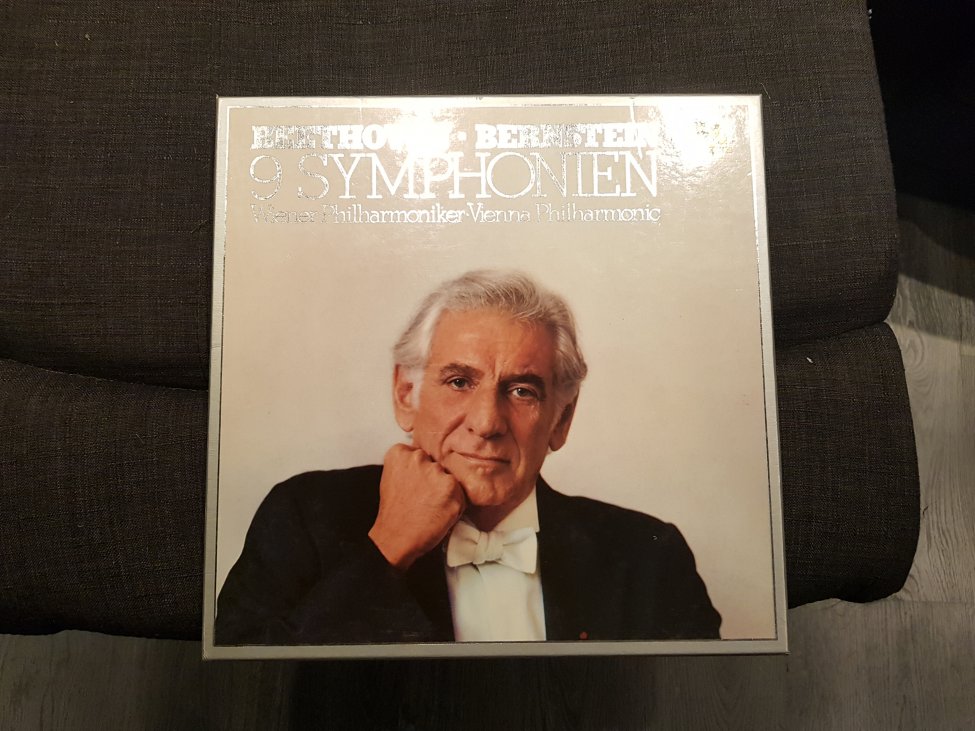 BEETHOVEN · BERNSTEIN
9 SYMPHONIEN
Wiener Philharmoniker · Vienna Philharmonic